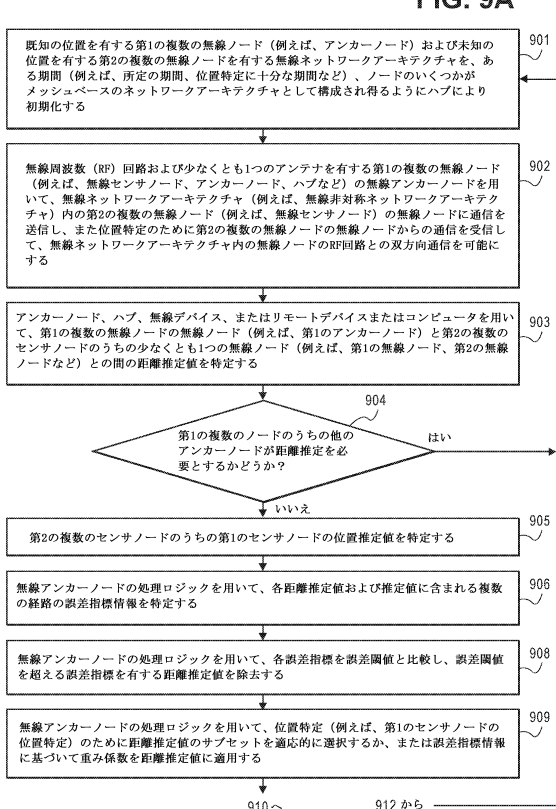 FIG. 9A
既知の位置を有する第1の複数の無線ノード（例えば、アンカーノード）および未知の
位置を有する第2の複数の無線ノードを有する無線ネットワークアーキテクチャを、あ
る期間（例えば、所定の期間、位置特定に十分な期間など）、ノードのいくつかが
メッシュベースのネットワークアーキテクチャとして構成され得るようにハブにより
初期化する
901
無線周波数（RF）回路および少なくとも1つのアンテナを有する第1の複数の無線ノード
（例えば、無線センサノード、アンカーノード、ハブなど）の無線アンカーノードを用
いて、無線ネットワークアーキテクチャ（例えば、無線非対称ネットワークアーキテク
チャ）内の第2の複数の無線ノード（例えば、無線センサノード）の無線ノードに通信を
送信し、また位置特定のために第2の複数の無線ノードの無線ノードからの通信を受信し
て、無線ネットワークアーキテクチャ内の無線ノードのRF回路との双方向通信を可能に
する
902
アンカーノード、ハブ、無線デバイス、またはリモートデバイスまたはコンピュータを用い
て、第1の複数の無線ノードの無線ノード（例えば、第1のアンカーノード）と第2の複数の
センサノードのうちの少なくとも1つの無線ノード（例えば、第1の無線ノード、第2の無線
ノードなど）との間の距離推定値を特定する
903
904
第1の複数のノードのうちの他の
アンカーノードが距離推定を必
要とするかどうか？
はい
いいえ
第2の複数のセンサノードのうちの第1のセンサノードの位置推定値を特定する
905
無線アンカーノードの処理ロジックを用いて、各距離推定値および推定値に含まれる複数
の経路の誤差指標情報を特定する
906
無線アンカーノードの処理ロジックを用いて、各誤差指標を誤差閾値と比較し、誤差閾値
を超える誤差指標を有する距離推定値を除去する
908
無線アンカーノードの処理ロジックを用いて、位置特定（例えば、第1のセンサノードの
位置特定）のために距離推定値のサブセットを適応的に選択するか、または誤差指標情報
に基づいて重み係数を距離推定値に適用する
909
910へ
912から